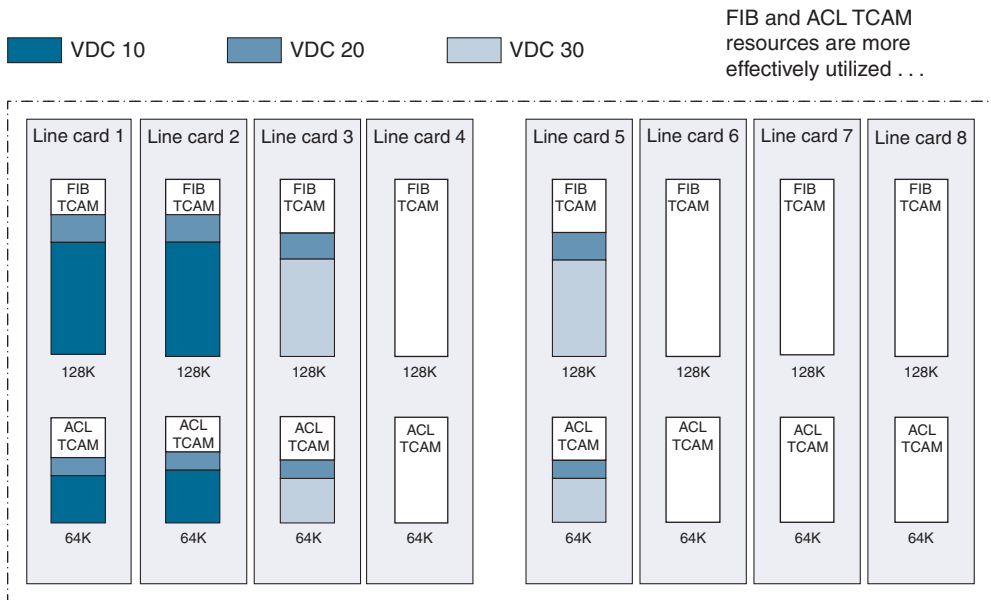 VDC 10
VDC 20
VDC 30
FIB and ACL TCAM
resources are more
effectively utilized . . .
Line card 1
Line card 2
Line card 3
Line card 4
Line card 5
Line card 6
Line card 7
Line card 8
FIB
TCAM
FIB
TCAM
FIB
TCAM
FIB
TCAM
FIB
TCAM
FIB
TCAM
FIB
TCAM
FIB
TCAM
128K
128K
128K
128K
128K
128K
128K
128K
ACL
TCAM
ACL
TCAM
ACL
TCAM
ACL
TCAM
ACL
TCAM
ACL
TCAM
ACL
TCAM
ACL
TCAM
64K
64K
64K
64K
64K
64K
64K
64K